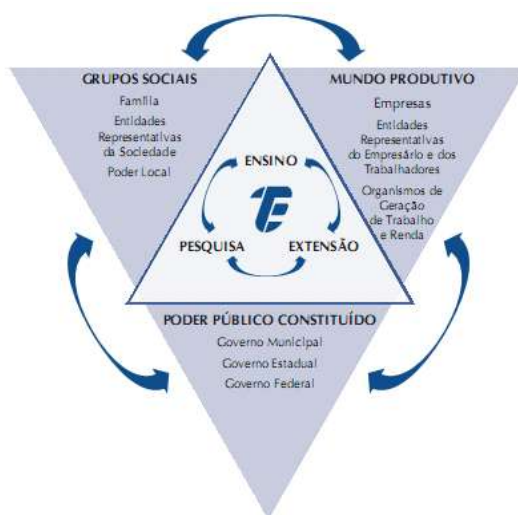 GRUPOS SOCIAIS
Família
Entidades
Representativas
da Sociedade
Poder Local
MUNDO PRODUTIVO
Empresas
Entidades
Representativas
do Empresário e dos
Trabalhadores
Organismos de
Geração
de Trabalho
e Renda
ENSINO
PESQUISA
EXTENSÃO
PODER PÚBLICO CONSTITUÍDO
Governo Municipal
Governo Estadual
Governo Federal